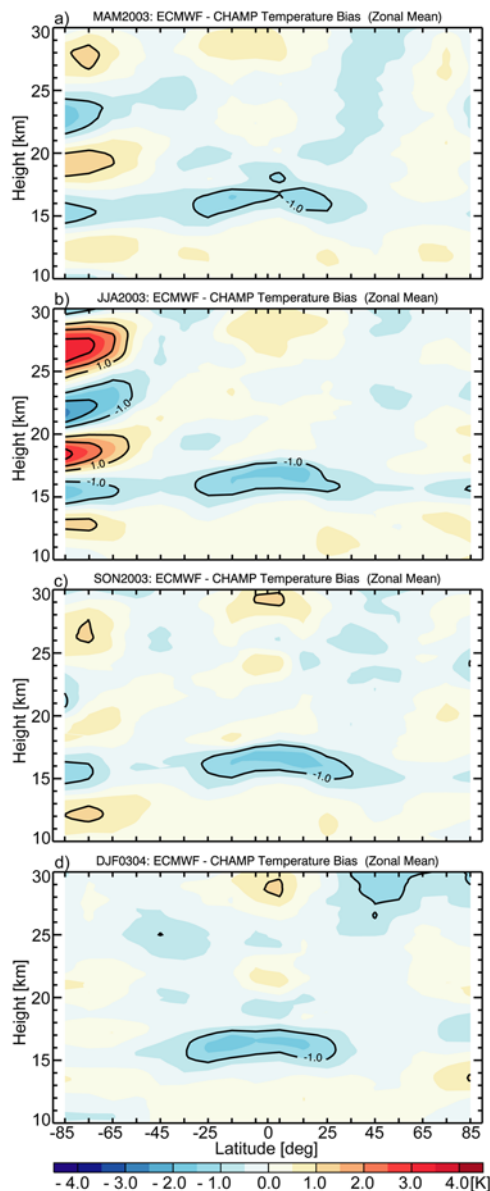 a) MAM2003: ECMWF - CHAMP Temperature Bias (Zonal Mean)
30
25
20
15
10
Height [km]
-1.0
b) JJA2003: ECMWF - CHAMP Temperature Bias (Zonal Mean)
30
25
20
15
10
Height [km]
1.0
-1.0
1.0
-1.0
-1.0
-1.0
c) SON2003: ECMWF - CHAMP Temperature Bias (Zonal Mean)
30
25
20
15
10
Height [km]
-1.0
d) DJF0304: ECMWF - CHAMP Temperature Bias (Zonal Mean)
30
25
20
15
10
Height [km]
-1.0
-85 -65 -45 -25 0 25 45 65 85
Latitude [deg]
- 4.0 - 3.0 - 2.0 - 1.0 0.0 1.0 2.0 3.0 4.0[K]